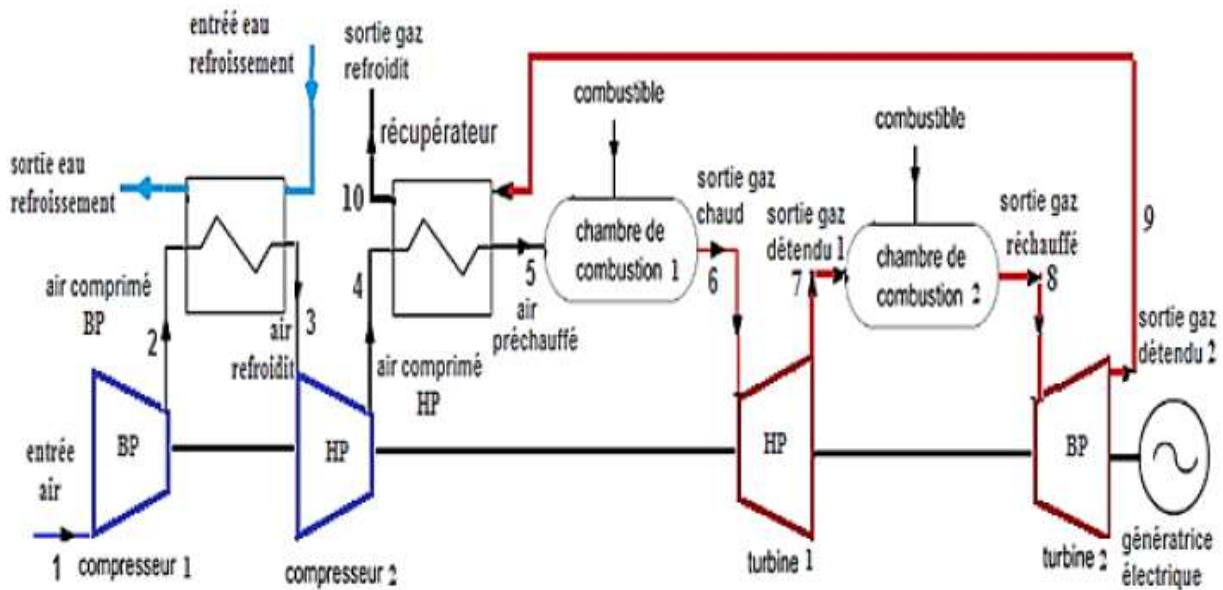 entréé eau
refroissement
sortie gaz
refroidit
combustible
combustible
récupérateur
sortie eau
refroissement
10
sortie gaz
chaud
sortie gaz
détendu 1
sortie gaz
réchauffé
9
chambre de
combustion 1
chambre de
combustion 2
4
5
6
7
8
air comprimé
BP
2
3
air
refroidit
air
préchauffé
air comprimé
HP
sortie gaz
détendu 2
entrée
air
BP
HP
HP
BP
1
compresseur 1
compresseur 2
turbine 1
turbine 2
génératrice
électrique